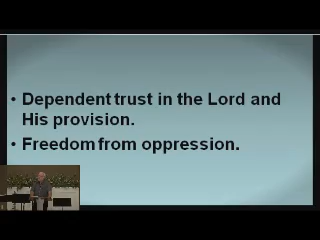 • Dependent trust in the Lord and
His provision.
• Freedom from oppression.